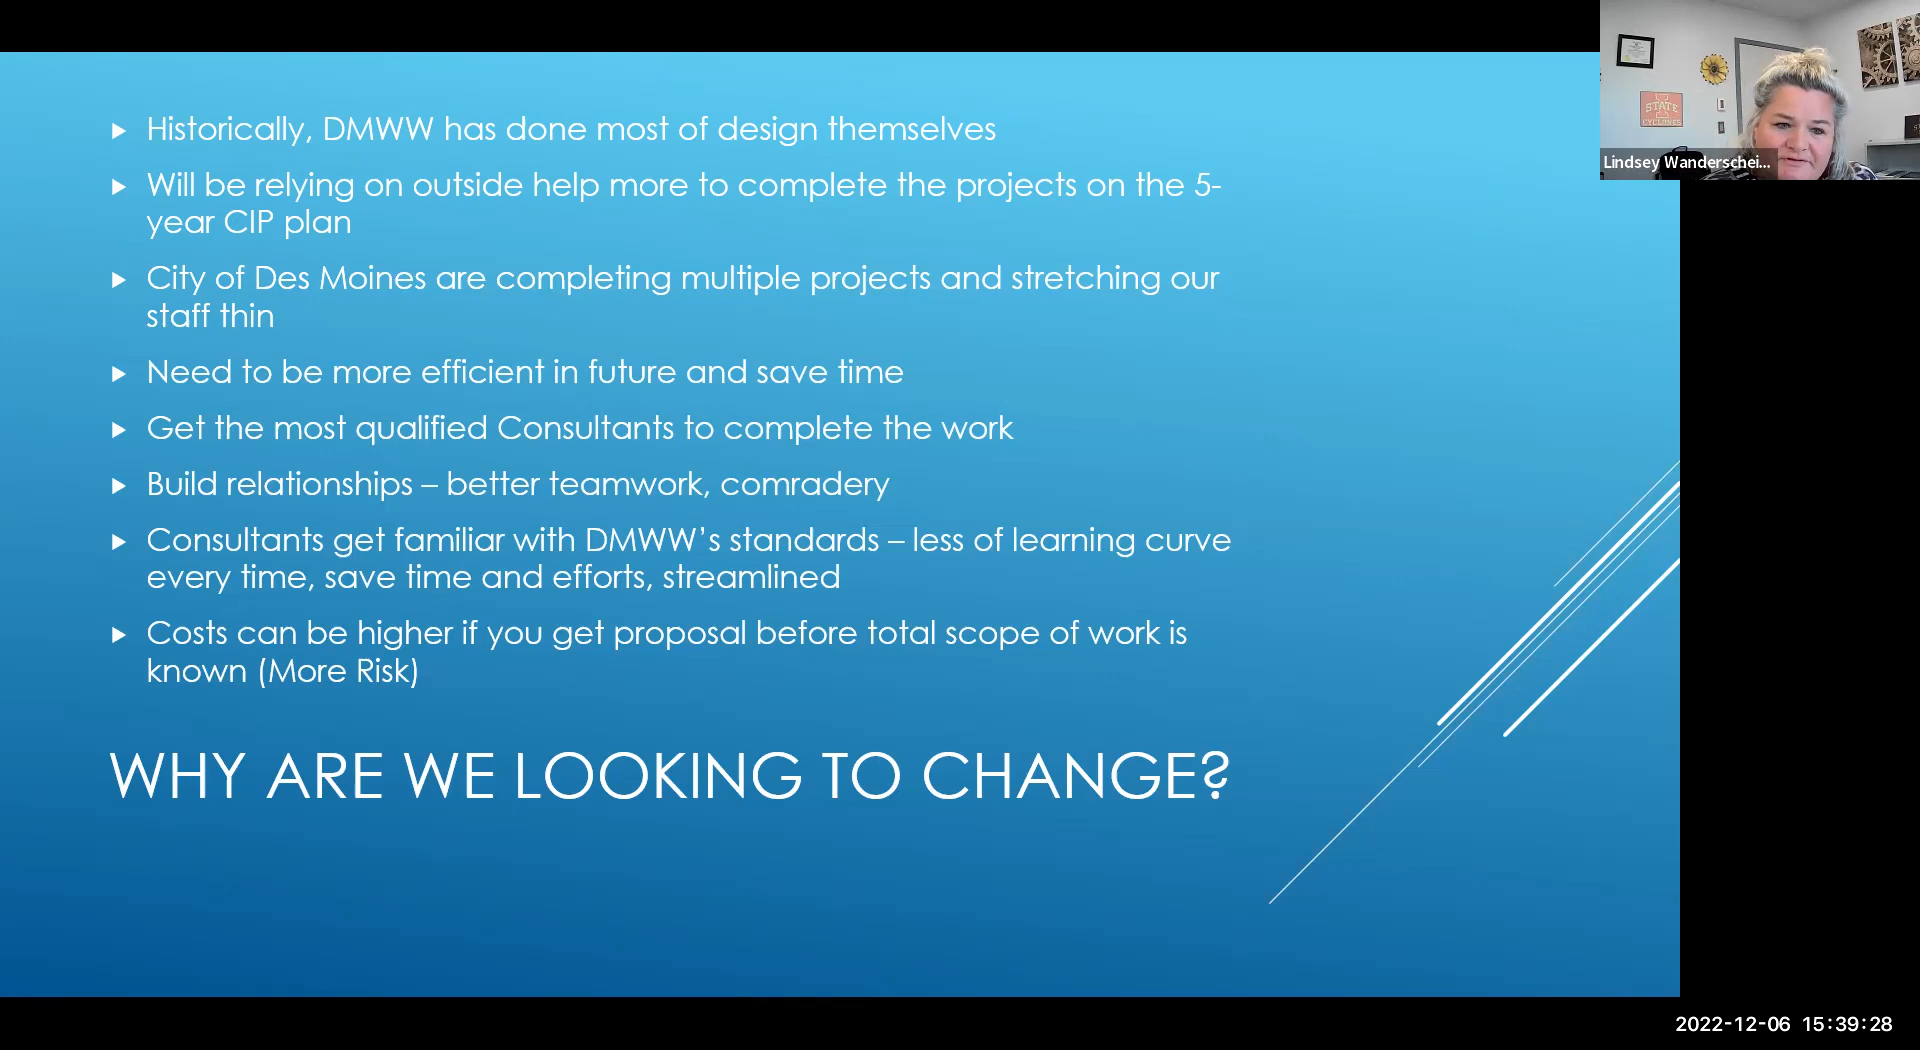 Historically, DMWW has done most of design themselves
Will be relying on outside help more to complete the projects on the 5-
year CIP plan
City of Des Moines are completing multiple projects and stretching our
staff thin
Need to be more efficient in future and save time
Get the most qualified Consultants to complete the work
Build relationships – better teamwork, comradery
Consultants get familiar with DMWW's standards – less of learning curve
every time, save time and efforts, streamlined
Costs can be higher if you get proposal before total scope of work is
known (More Risk)
WHY ARE WE LOOKING TO CHANGE?
STATE
CYCLONES
Lindsey Wanderschei...
2022-12-06 15:39:28